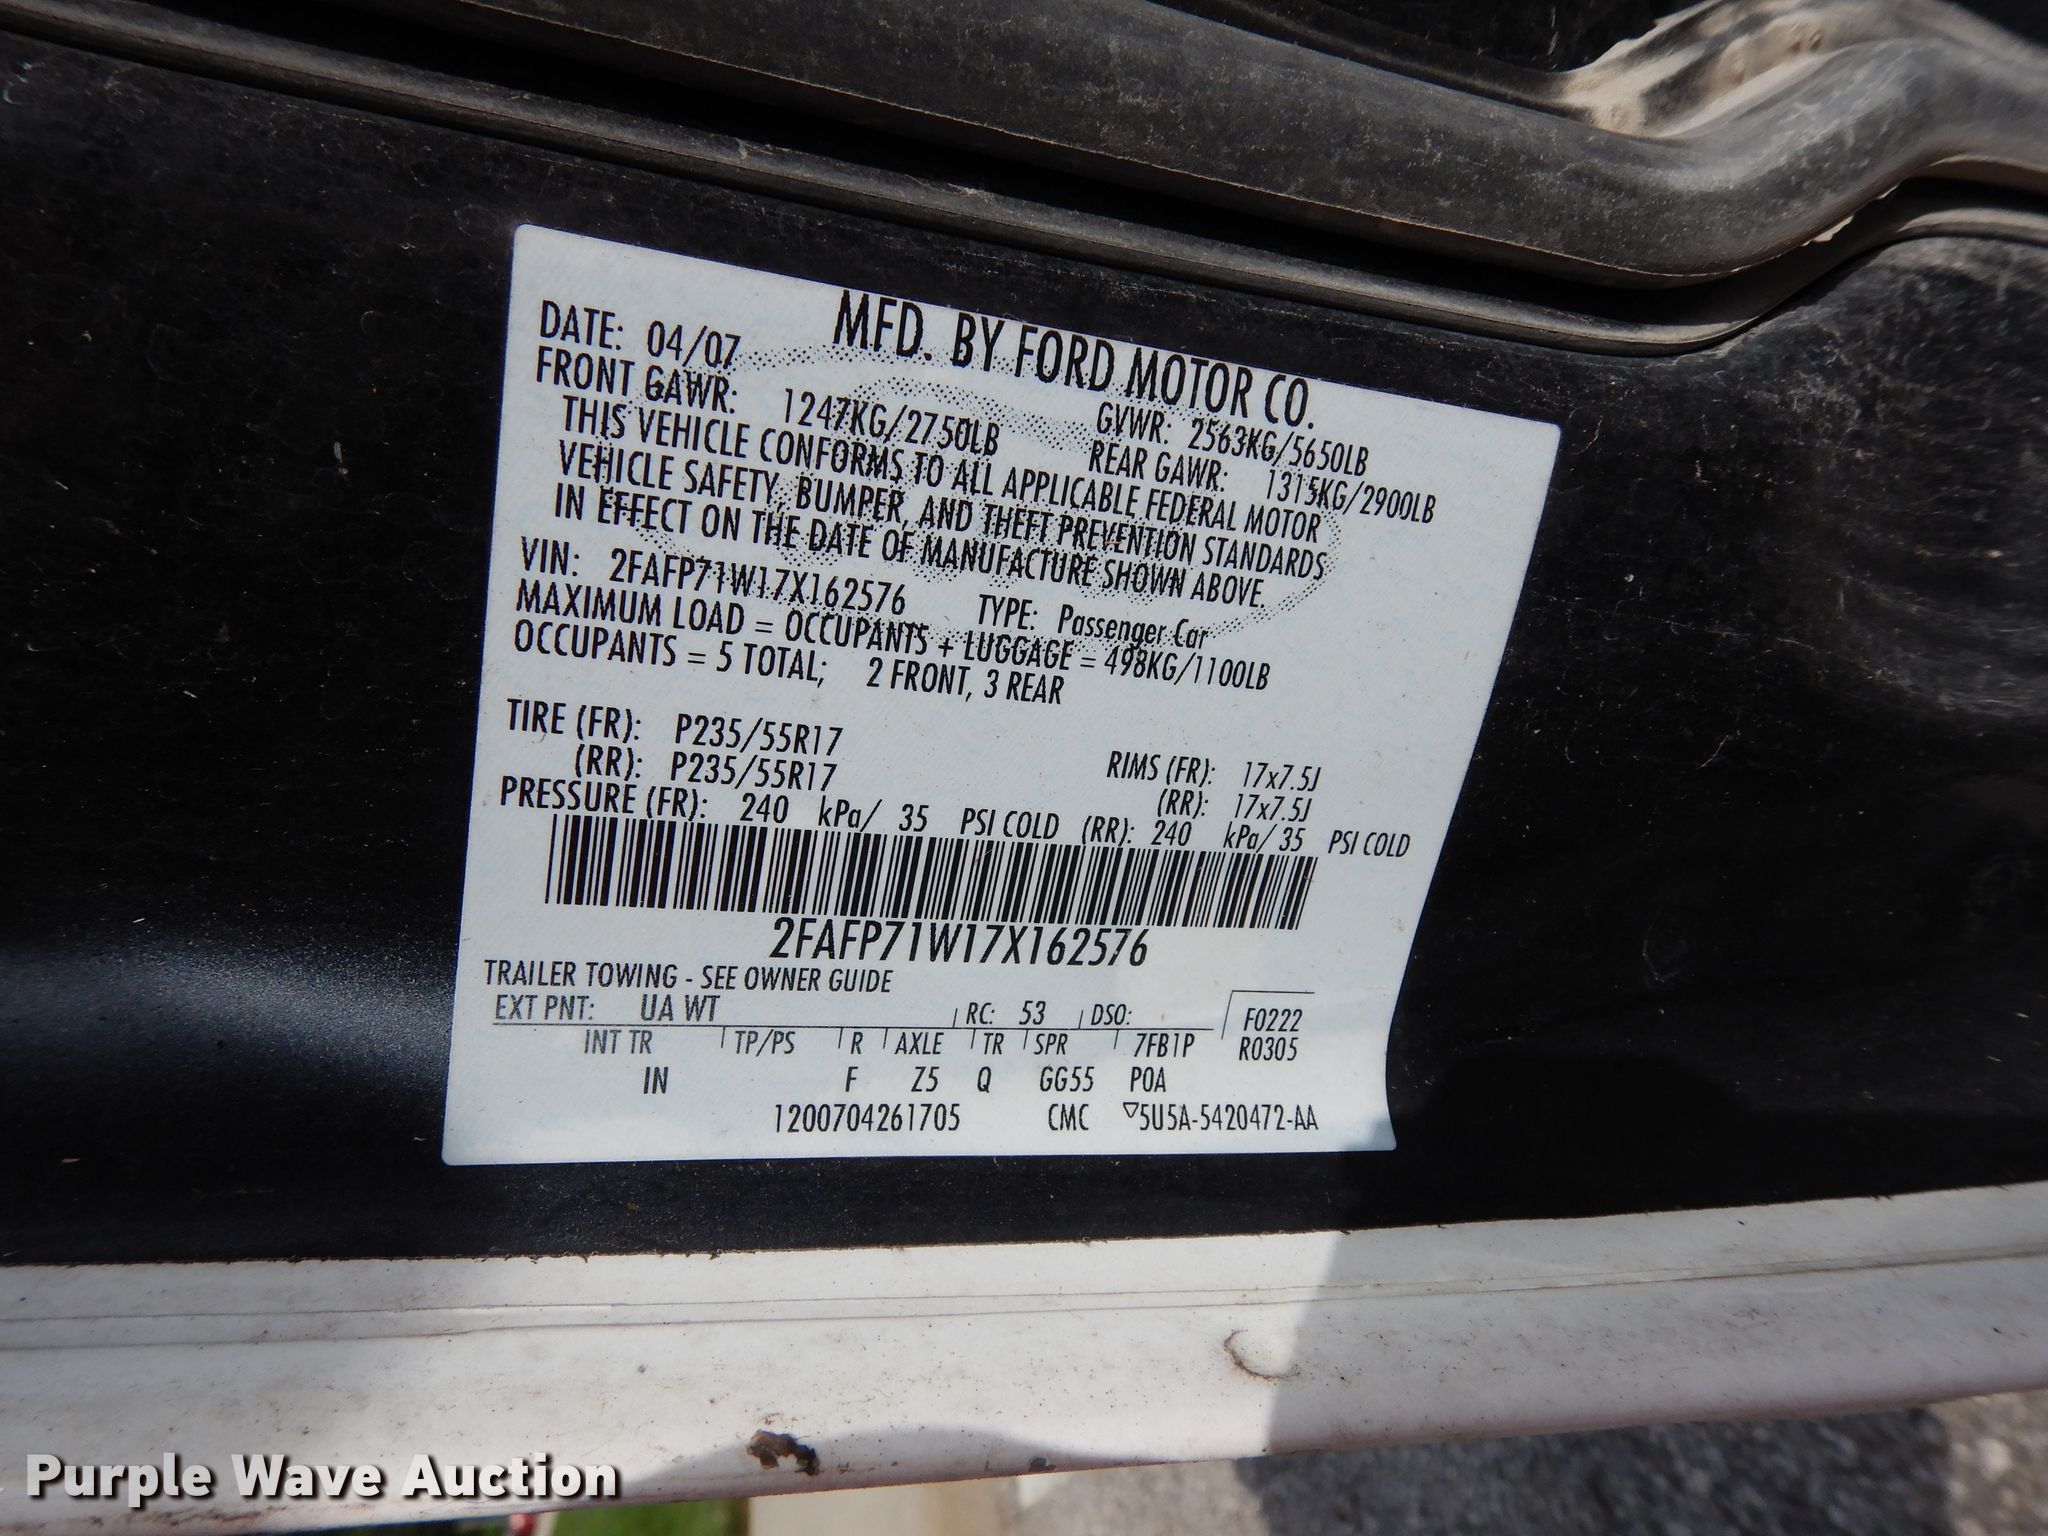 MFD. BY FORD MOTOR CO.
DATE: 04/07 GVWR: 2563KG/5650LB
FRONT GAWR: 1247KG/2750LB REAR GAWR: 1315KG/2900LB
THIS VEHICLE CONFORMS TO ALL APPLICABLE FEDERAL MOTOR
VEHICLE SAFETY, BUMPER, AND THEFT PREVENTION STANDARDS
IN EFFECT ON THE DATE OF MANUFACTURE SHOWN ABOVE.
VIN: 2FAFP71W17X162576 TYPE: Passenger Car
MAXIMUM LOAD = OCCUPANTS + LUGGAGE = 498KG/1100LB
OCCUPANTS = 5 TOTAL; 2 FRONT, 3 REAR
TIRE (FR): P235/55R17 RIMS (FR): 17x7.5J
(RR): P235/55R17 (RR): 17x7.5J
PRESSURE (FR): 240 kPa/ 35 PSI COLD (RR): 240 kPa/ 35 PSI COLD
2FAFP71W17X162576
TRAILER TOWING - SEE OWNER GUIDE
EXT PNT: UA WT RC: 53 DSO: F0222
INT TR TP/PS R AXLE TR SPR 7FB1P R0305
IN F Z5 Q GG55 P0A
1200704261705 CMC ▽5U5A-5420472-AA
Purple Wave Auction